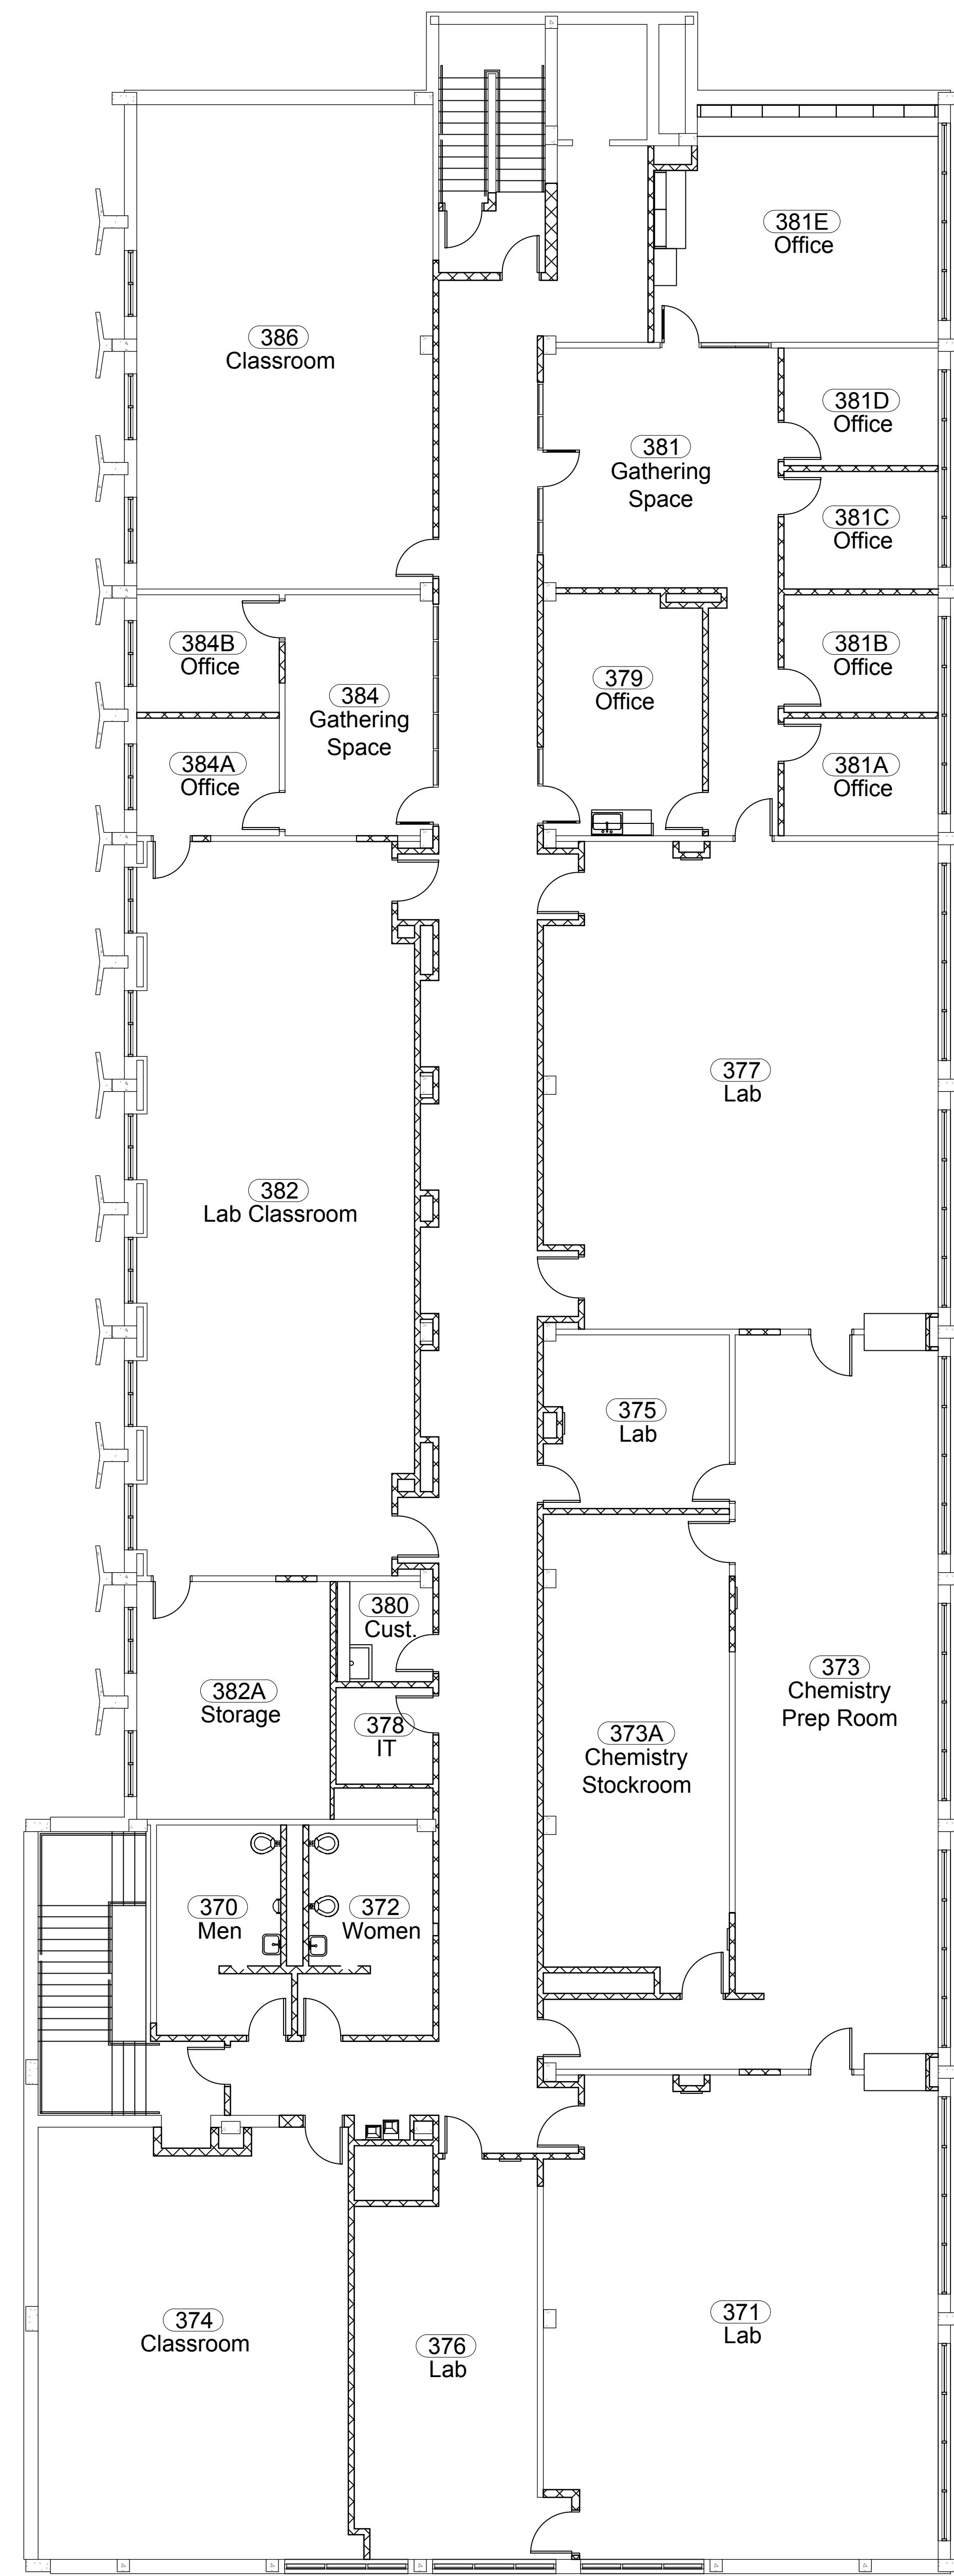 381E
Office
386
Classroom
381D
Office
381
Gathering
Space
381C
Office
384B
Office
381B
Office
379
Office
384
Gathering
Space
384A
Office
381A
Office
377
Lab
382
Lab Classroom
375
Lab
380
Cust.
373
Chemistry
Prep Room
382A
Storage
378
IT
373A
Chemistry
Stockroom
370
Men
372
Women
371
Lab
374
Classroom
376
Lab